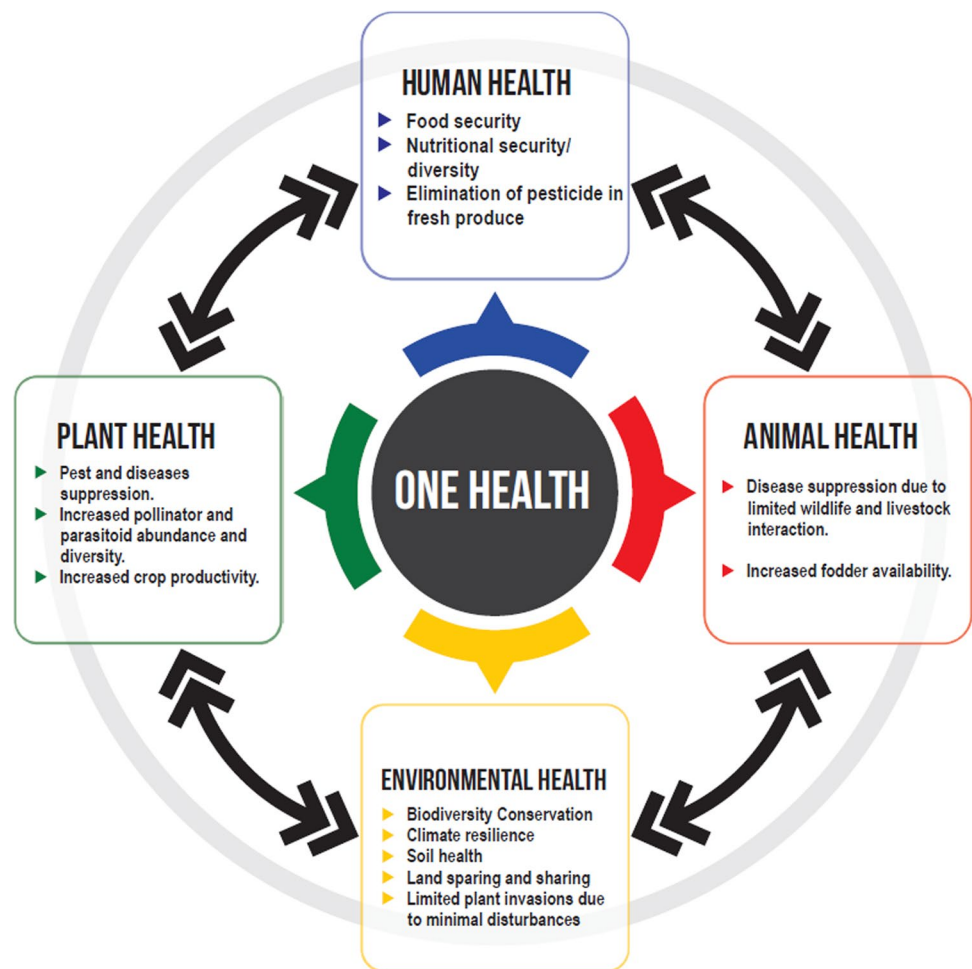 HUMAN HEALTH
Food security
Nutritional security/
diversity
Elimination of pesticide in
fresh produce
PLANT HEALTH
Pest and diseases
suppression.
Increased pollinator and
parasitoid abundance and
diversity.
Increased crop productivity.
ONE HEALTH
ANIMAL HEALTH
Disease suppression due to
limited wildlife and livestock
interaction.
Increased fodder availability.
ENVIRONMENTAL HEALTH
Biodiversity Conservation
Climate resilience
Soil health
Land sparing and sharing
Limited plant invasions due
to minimal disturbances